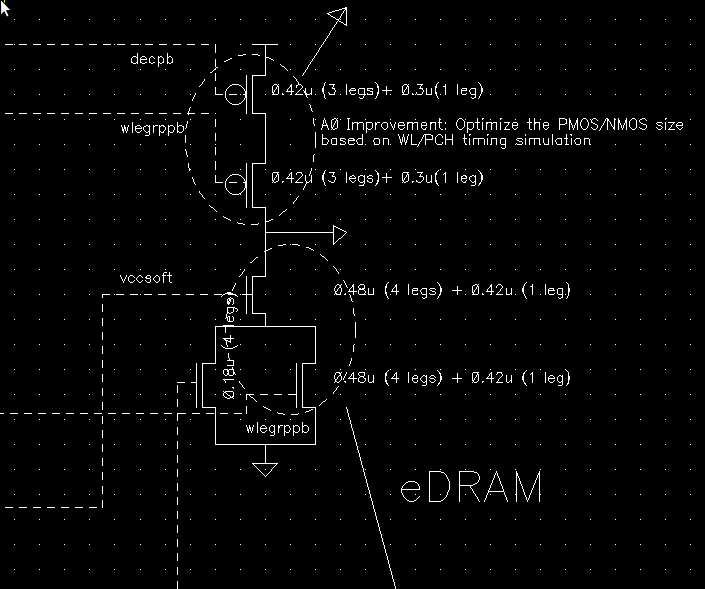 decpb
0.42u (3 legs)+ 0.3u(1 leg)
wlegrppb
A0 Improvement: Optimize the PMOS/NMOS size
based on WL/PCH timing simulation
0.42u (3 legs)+ 0.3u(1 leg)
vccsoft
0.48u (4 legs) + 0.42u (1 leg)
0.18u (4 legs)
0.48u (4 legs) + 0.42u (1 leg)
wlegrppb
eDRAM